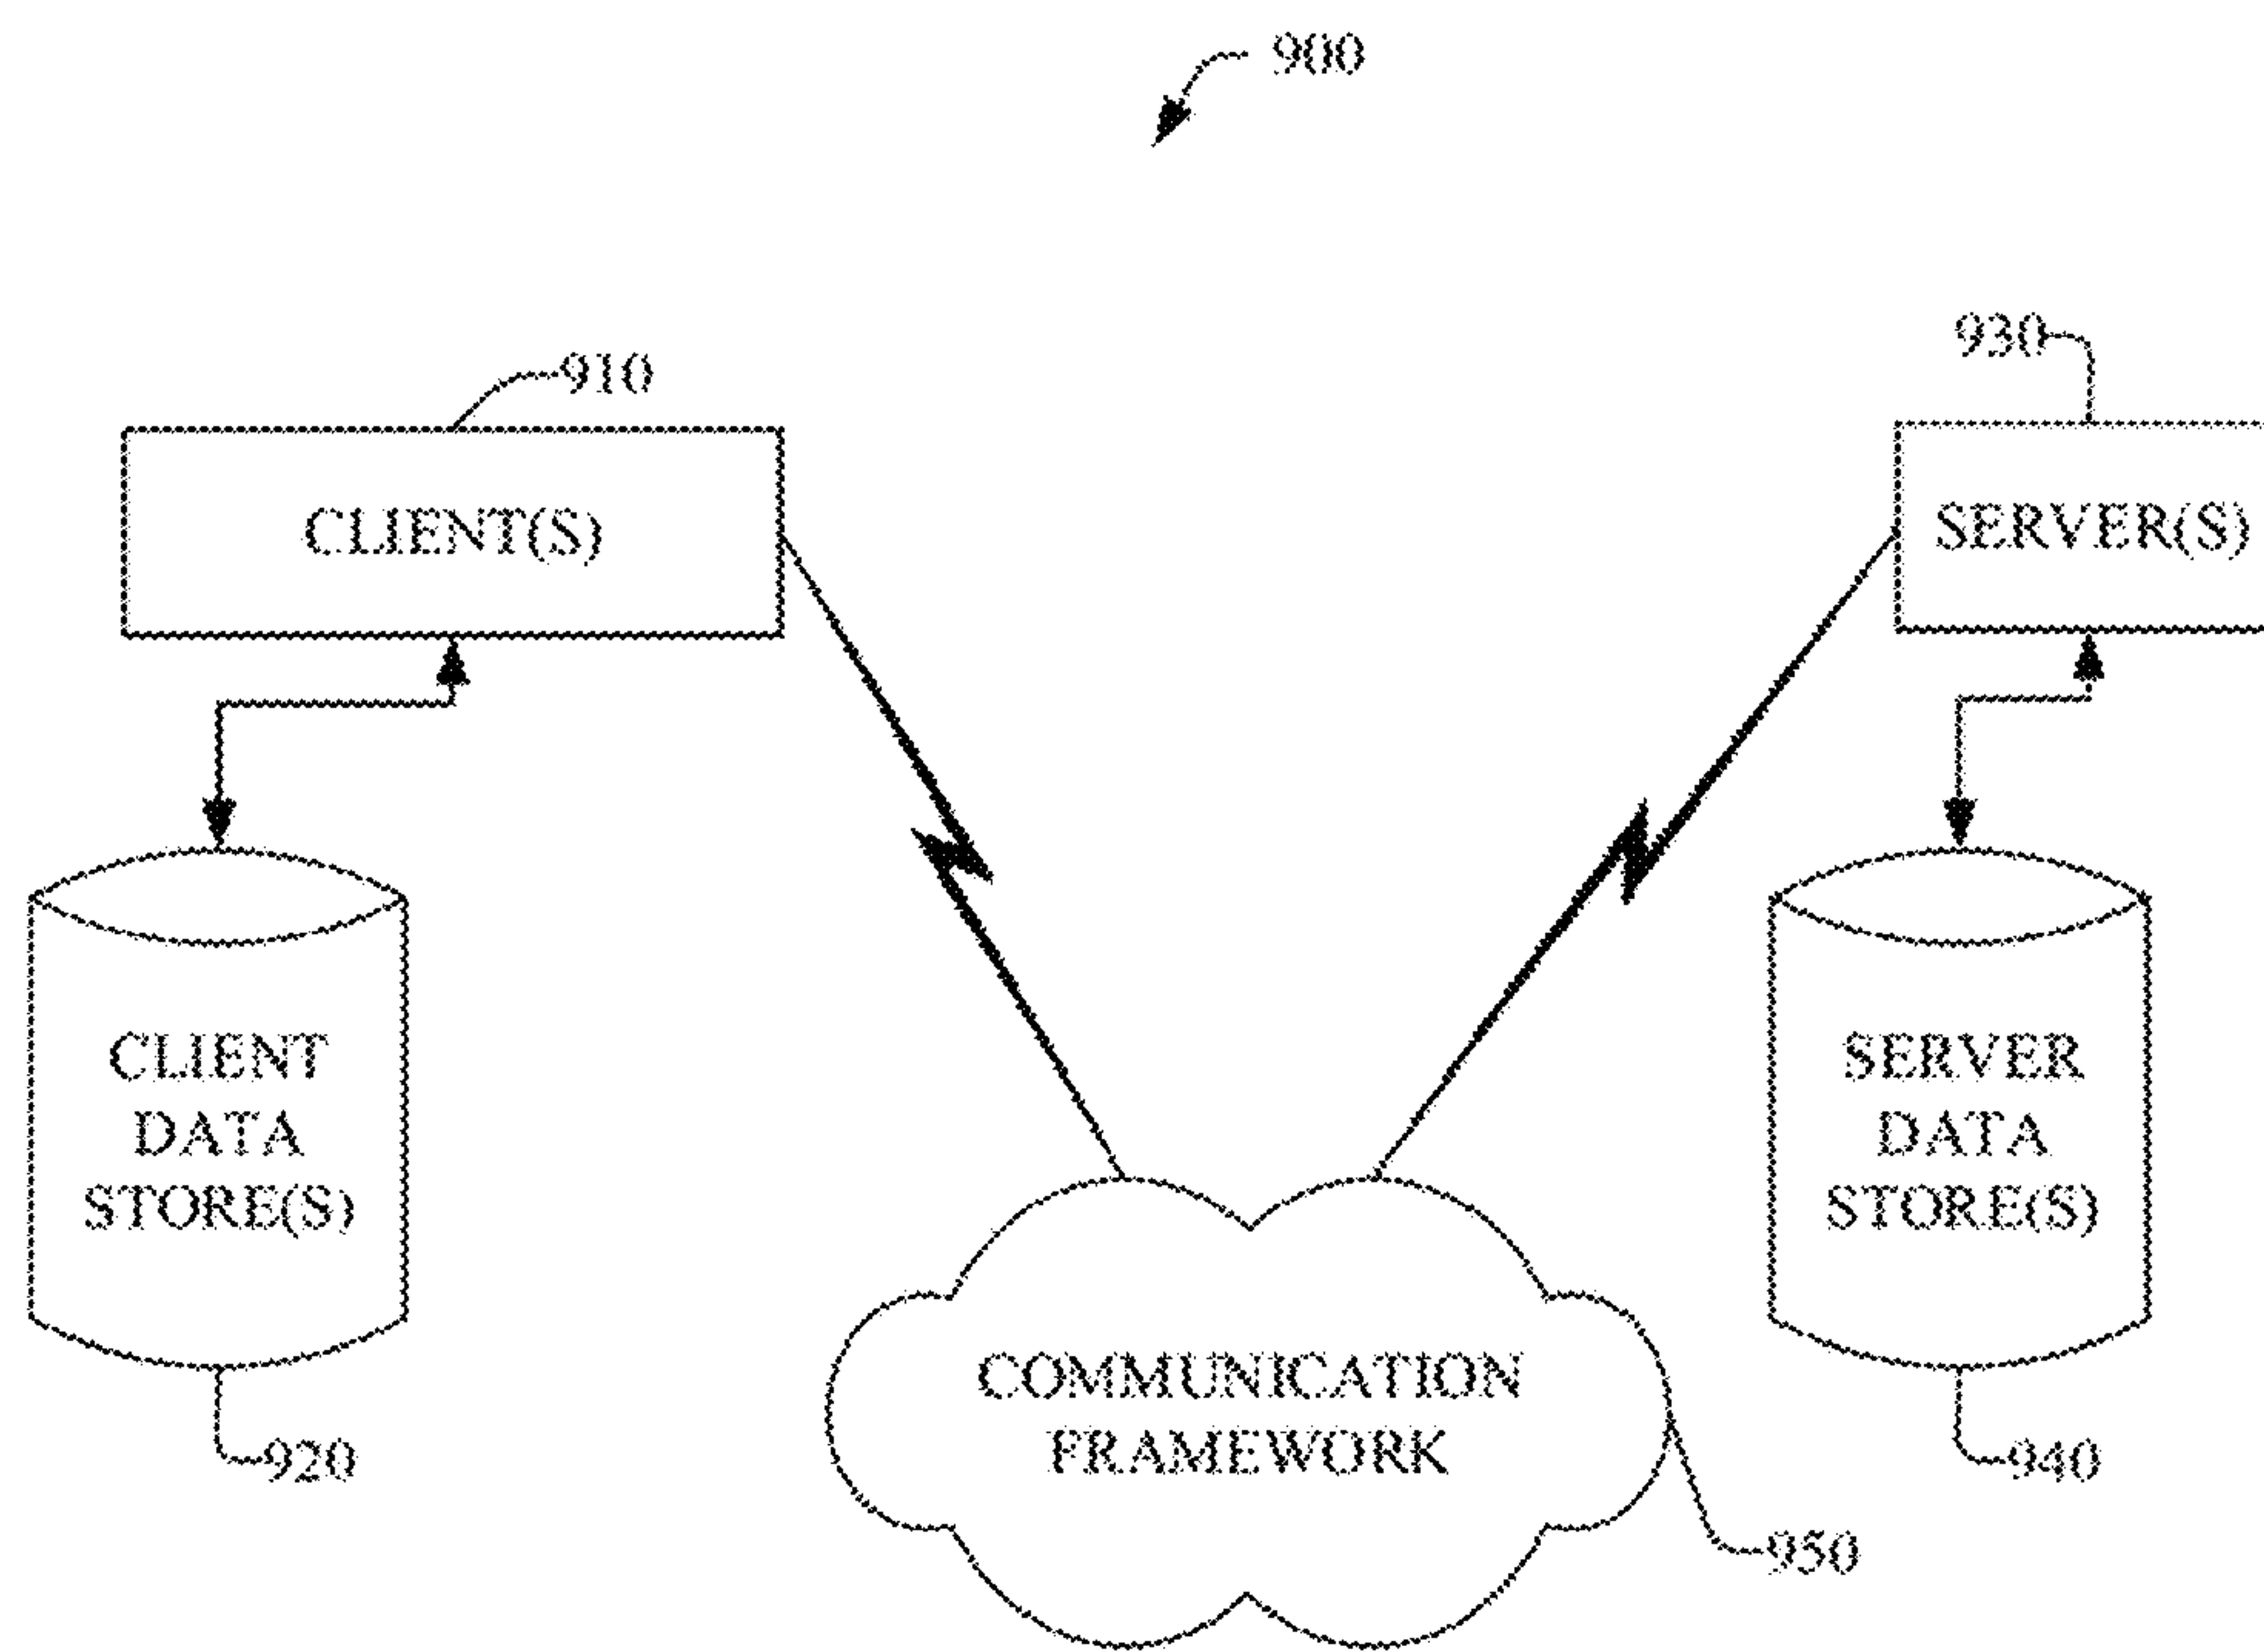 900
910
930
CLIENT(S)
SERVER(S)
CLIENT
DATA
STORE(S)
SERVER
DATA
STORE(S)
COMMUNICATION
FRAMEWORK
920
940
950